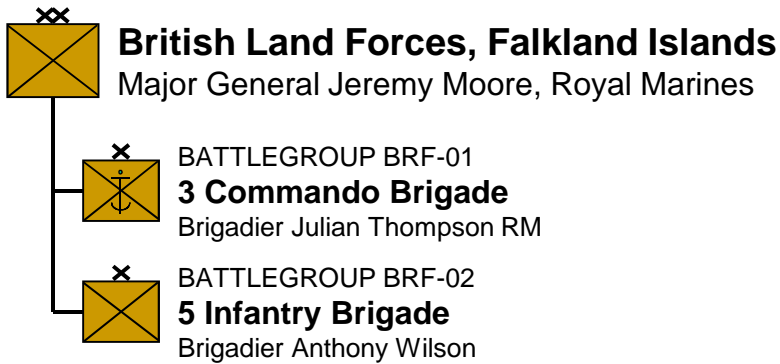 British Land Forces, Falkland Islands
Major General Jeremy Moore, Royal Marines
BATTLEGROUP BRF-01
3 Commando Brigade
Brigadier Julian Thompson RM
BATTLEGROUP BRF-02
5 Infantry Brigade
Brigadier Anthony Wilson